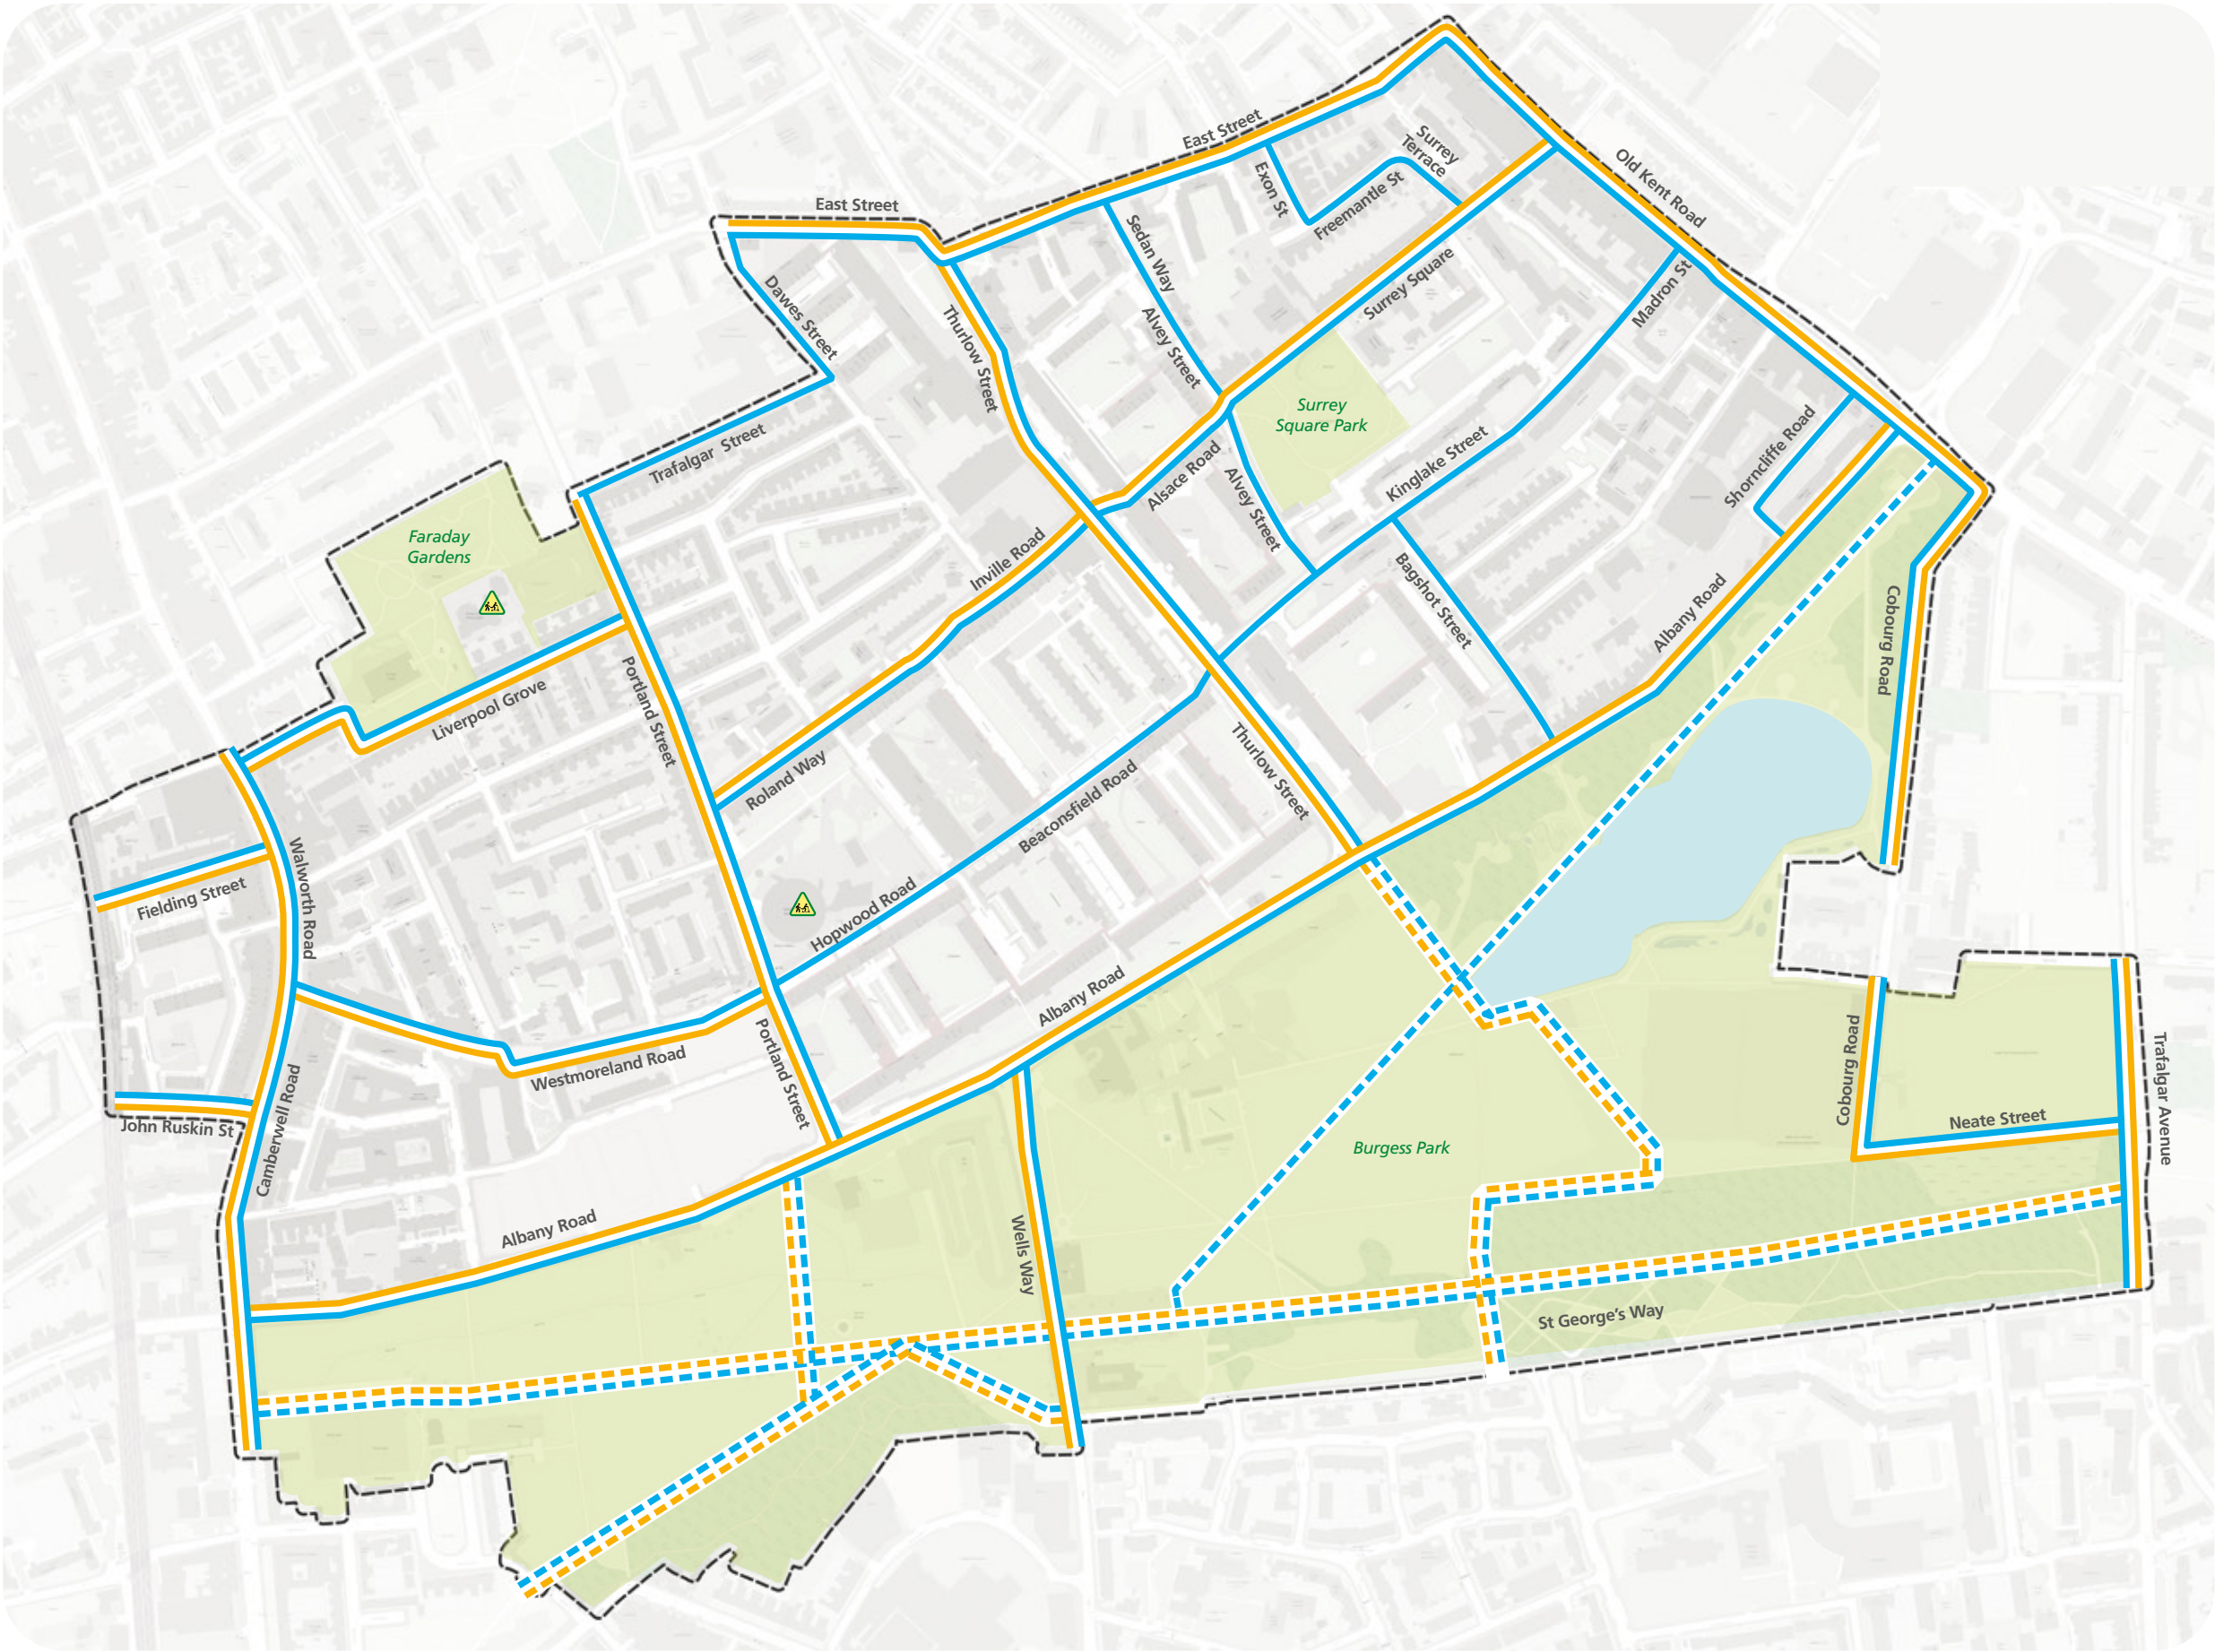 East Street
Surrey
Terrace
Old Kent Road
Exon St
Freemantle St
East Street
Sedan Way
Surrey Square
Madron St
Dawes Street
Thurlow Street
Alvey Street
Surrey
Square Park
Trafalgar Street
Alsace Road
Kinglake Street
Shorncliffe Road
Alvey Street
Faraday
Gardens
Inville Road
Bagshot Street
Albany Road
Cobourg Road
Liverpool Grove
Portland Street
Roland Way
Thurlow Street
Beaconsfield Road
Walworth Road
Fielding Street
Hopwood Road
Albany Road
Westmoreland Road
Portland Street
Cobourg Road
Trafalgar Avenue
Camberwell Road
John Ruskin St
Neate Street
Burgess Park
Albany Road
Wells Way
St George’s Way